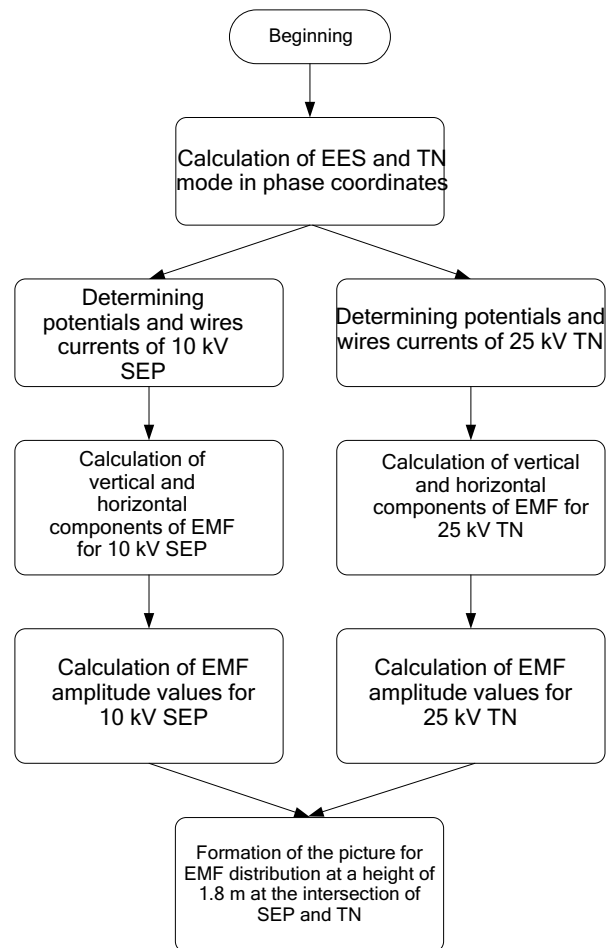 Beginning
Calculation of EES and TN
mode in phase coordinates
Determining
potentials and wires
currents of 10 kV
SEP
Determining potentials and
wires currents of 25 kV TN
Calculation of
vertical and
horizontal
components of EMF
for 10 kV SEP
Calculation of vertical
and horizontal
components of EMF for
25 kV TN
Calculation of EMF
amplitude values for
10 kV SEP
Calculation of EMF
amplitude values for
25 kV TN
Formation of the picture for
EMF distribution at a height of
1.8 m at the intersection of
SEP and TN